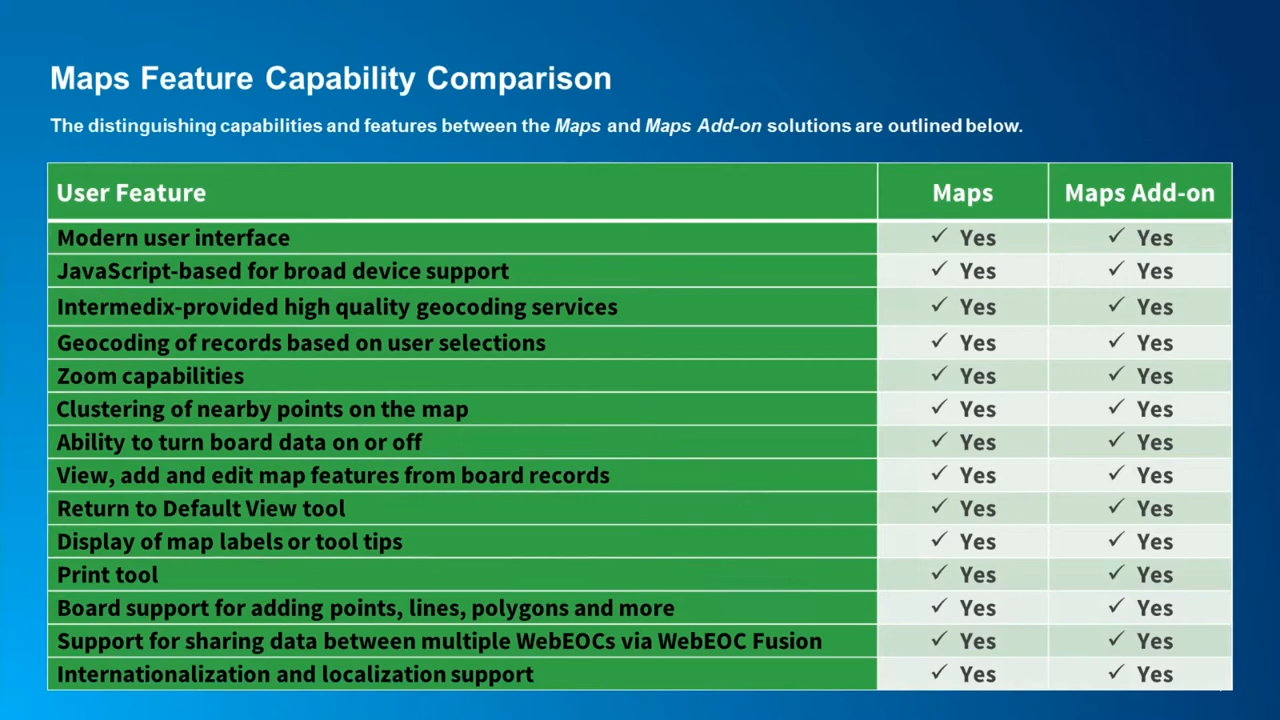 Maps Feature Capability Comparison
The distinguishing capabilities and features between the Maps and Maps Add-on solutions are outlined below.
User Feature Maps Maps Add-on
Modern user interface ✓ Yes ✓ Yes
JavaScript-based for broad device support ✓ Yes ✓ Yes
Intermedix-provided high quality geocoding services ✓ Yes ✓ Yes
Geocoding of records based on user selections ✓ Yes ✓ Yes
Zoom capabilities ✓ Yes ✓ Yes
Clustering of nearby points on the map ✓ Yes ✓ Yes
Ability to turn board data on or off ✓ Yes ✓ Yes
View, add and edit map features from board records ✓ Yes ✓ Yes
Return to Default View tool ✓ Yes ✓ Yes
Display of map labels or tool tips ✓ Yes ✓ Yes
Print tool ✓ Yes ✓ Yes
Board support for adding points, lines, polygons and more ✓ Yes ✓ Yes
Support for sharing data between multiple WebEOCs via WebEOC Fusion ✓ Yes ✓ Yes
Internationalization and localization support ✓ Yes ✓ Yes